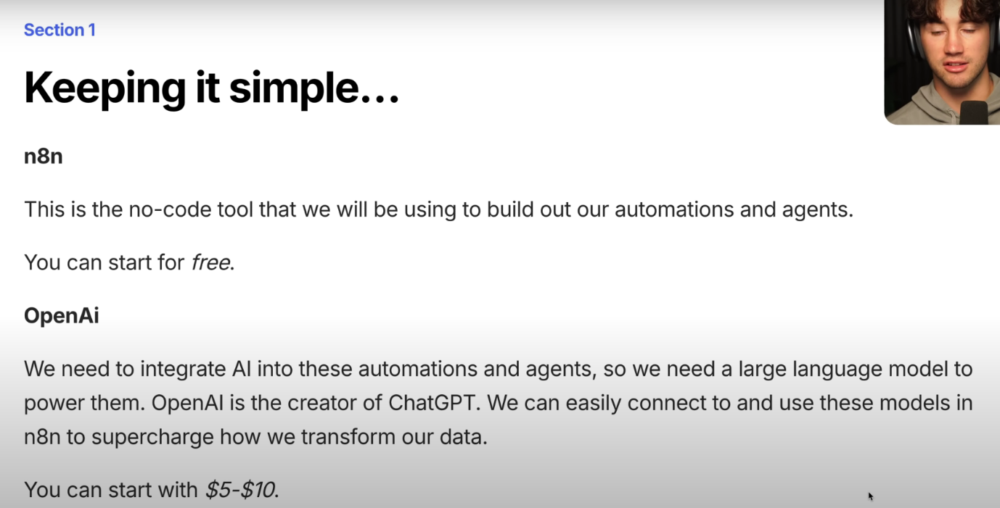 Section 1
Keeping it simple...
n8n
This is the no-code tool that we will be using to build out our automations and agents.
You can start for free.
OpenAi
We need to integrate AI into these automations and agents, so we need a large language model to
power them. OpenAI is the creator of ChatGPT. We can easily connect to and use these models in
n8n to supercharge how we transform our data.
You can start with $5-$10.